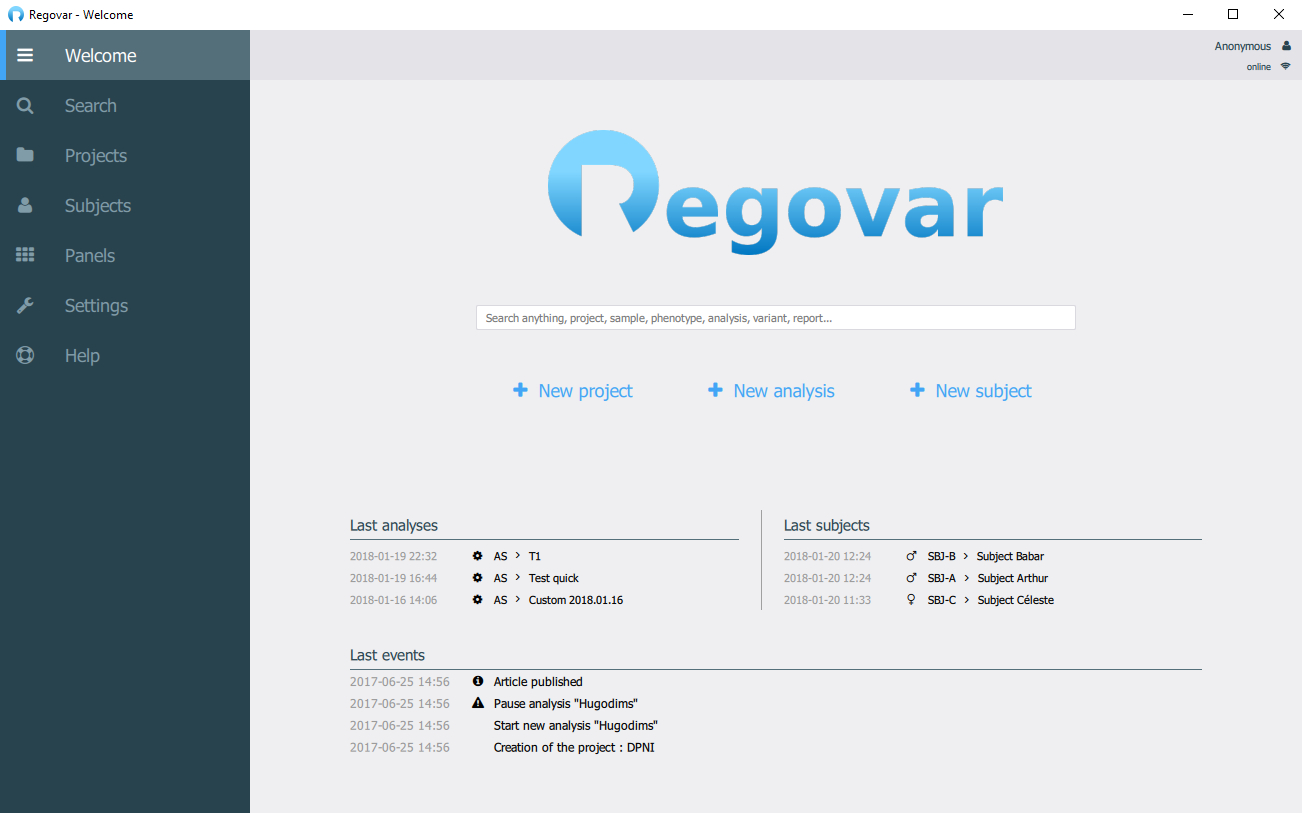 Regovar - Welcome
Welcome
Anonymous
online
Search
Projects
Subjects
Panels
Settings
Help
Regovar
Search anything, project, sample, phenotype, analysis, variant, report...
New project
New analysis
New subject
Last analyses
2018-01-19 22:32 AS > T1
2018-01-19 16:44 AS > Test quick
2018-01-16 14:06 AS > Custom 2018.01.16
Last subjects
2018-01-20 12:24 ♂ SBJ-B > Subject Babar
2018-01-20 12:24 ♂ SBJ-A > Subject Arthur
2018-01-20 11:33 ♀ SBJ-C > Subject Céleste
Last events
2017-06-25 14:56 Article published
2017-06-25 14:56 Pause analysis "Hugodims"
2017-06-25 14:56 Start new analysis "Hugodims"
2017-06-25 14:56 Creation of the project : DPNI